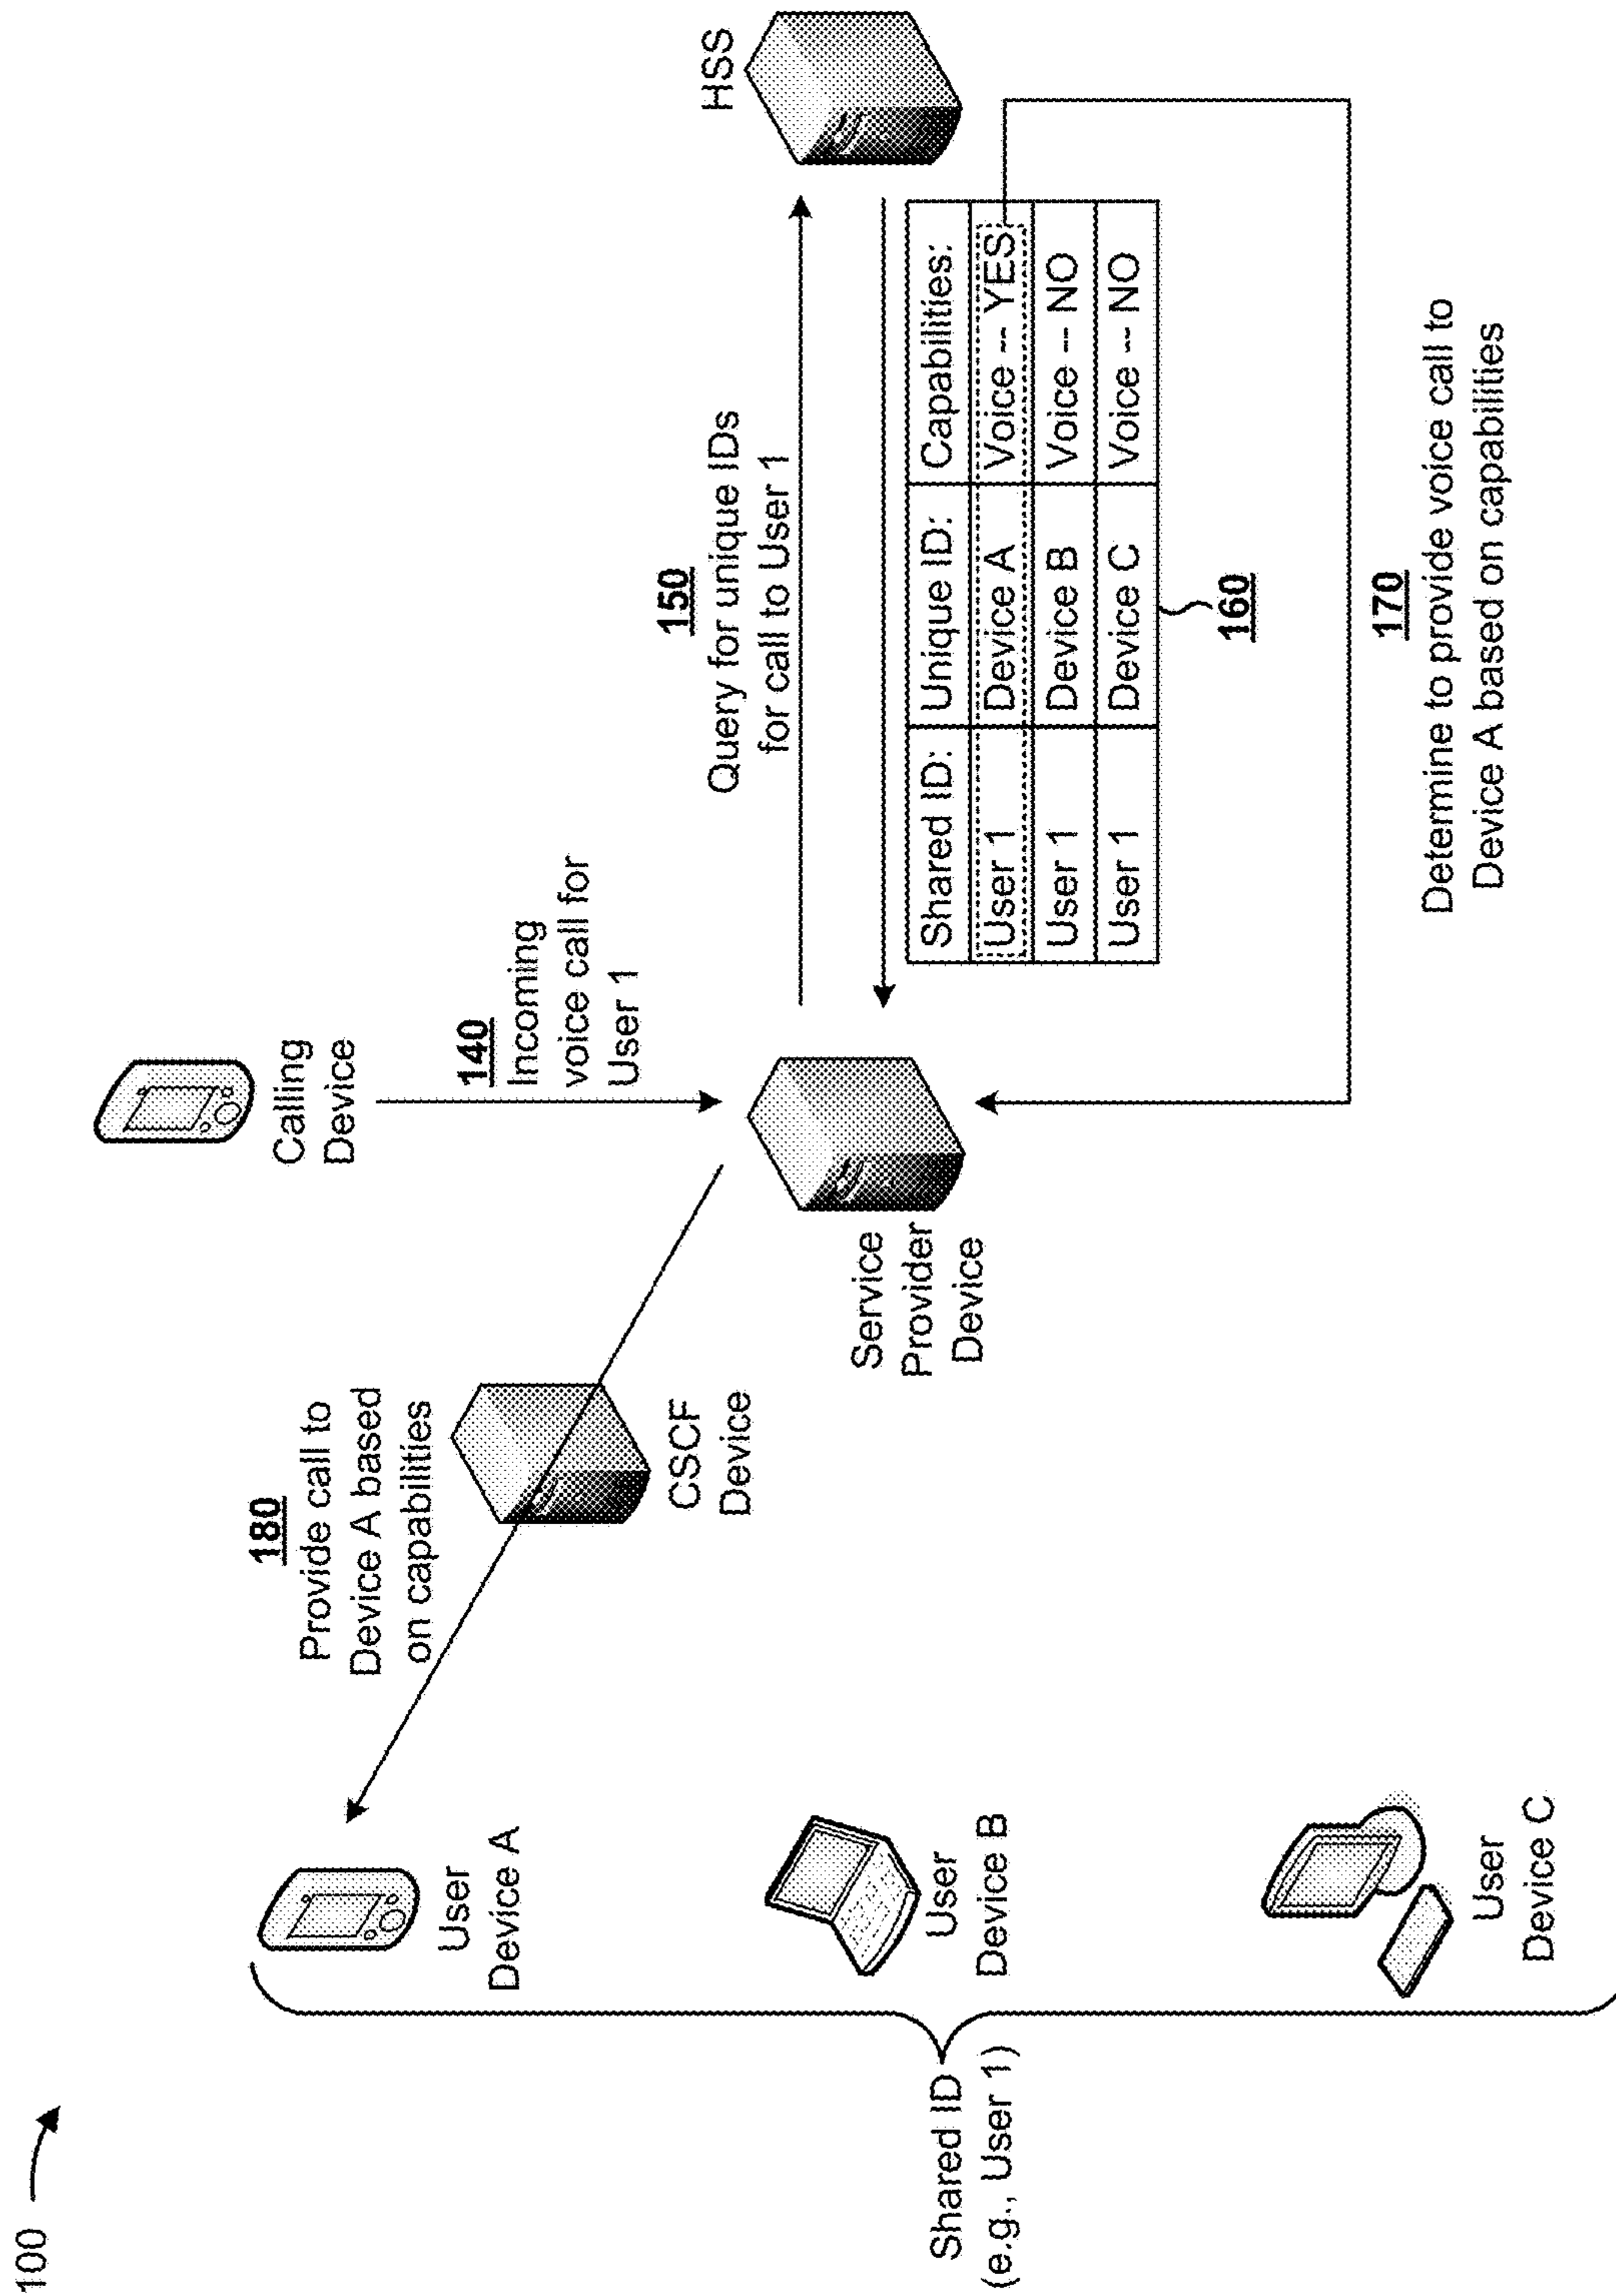 100
Calling
Device
140
Incoming
voice call for
User 1
180
Provide call to
Device A based
on capabilities
CSCF
Device
Service
Provider
Device
HSS
150
Query for unique IDs
for call to User 1
Shared ID: Unique ID: Capabilities:
User 1 Device A Voice -- YES
User 1 Device B Voice -- NO
User 1 Device C Voice -- NO
160
170
Determine to provide voice call to
Device A based on capabilities
User
Device A
User
Device B
User
Device C
Shared ID
(e.g., User 1)